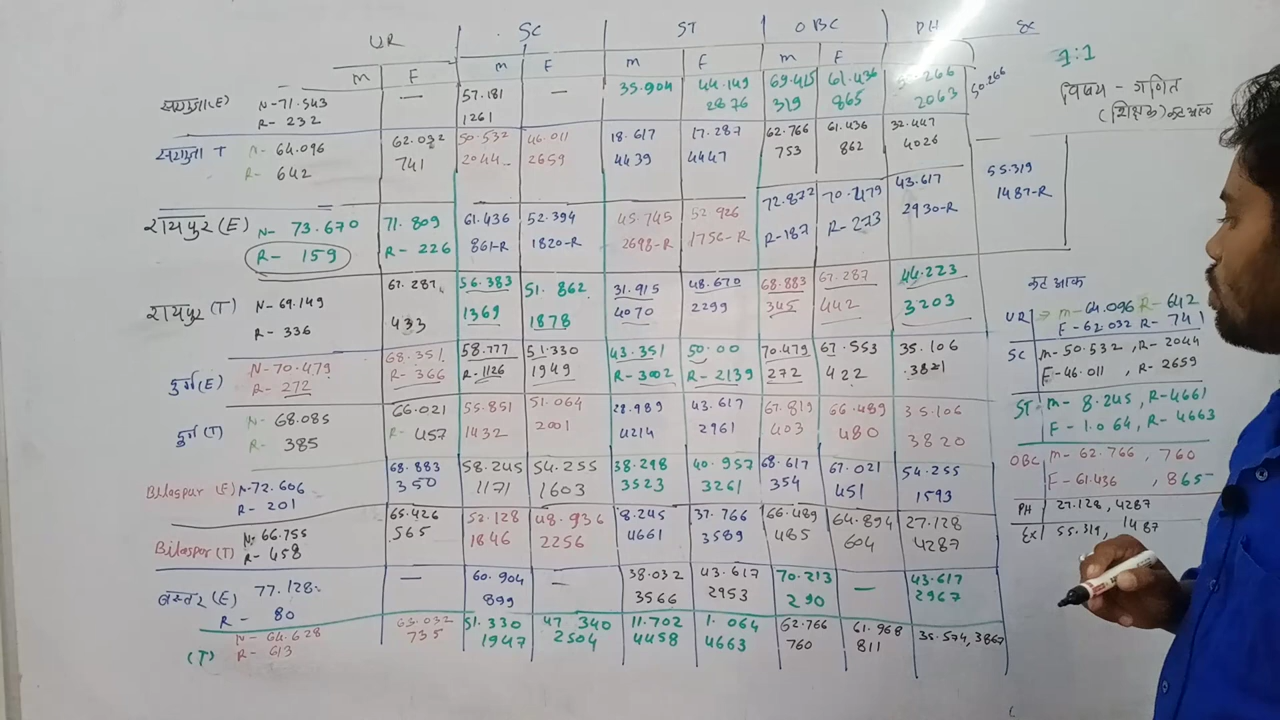 UR SC ST OBC PH
M F M F M F M F
सरगुजा(E) N-71.543 — 57.181 — 35.904 44.149 69.415 61.436
R- 232 1261 2876 319 865 2063 50.266
सरगुजा T N- 64.096 62.032 50.532 46.011 18.617 17.287 62.766 61.436 32.447 —
R- 642 741 2044 2659 4439 4447 753 862 4026
रायपुर (E) N- 73.670 71.809 61.436 52.394 45.745 52.926 72.872 70.2179 43.617 55.319
R- 159 R- 226 861-R 1820-R 2698-R 1756-R R-187 R-273 2930-R 1487-R
रायपुर (T) N-69.149 67.287 56.383 51.862 31.915 48.670 68.883 67.287 44.223
R- 336 433 1369 1878 4070 2299 345 442 3203
दुर्ग(E) N-70.479 68.351 58.777 51.330 43.351 50.00 70.479 67.553 35.106
R- 272 R- 366 R-1126 1949 R-3002 R-2139 272 422 3821
दुर्ग (T) N- 68.085 66.021 55.851 51.064 28.989 43.617 67.819 66.489 35.106
R- 385 R- 457 1432 2001 4214 2961 403 480 3820
Bilaspur (E) N-72.606 68.883 58.245 54.255 38.298 40.957 68.617 67.021 54.255
R- 201 350 1171 1603 3523 3261 354 451 1593
Bilaspur(T) N-66.755 65.426 52.128 48.936 8.245 37.766 66.489 64.894 27.128
R-458 565 1846 2256 4661 3589 485 604 4287
बस्तर (E) 77.128 — 60.904 — 38.032 43.617 70.213 — 43.617
R - 80 899 3566 2953 290 2967
(T) N- 64.628 51.330 47.340 11.702 1.064 62.766 61.968 35.574, 3867
R- 613 735 1947 2504 4458 4663 760 811
1:1
विषय - गणित
(शिक्षक) कट आफ
कट आफ
UR → m-64.096 R-642
F-62.032 R-741
SC m-50.532, R-2044
F-46.011, R-2659
ST m- 8.245, R-4661
F - 1.064, R-4663
OBC m-62.766, 760
F-61.436, 865
PH 27.128, 4287
Ex 55.319, 1487